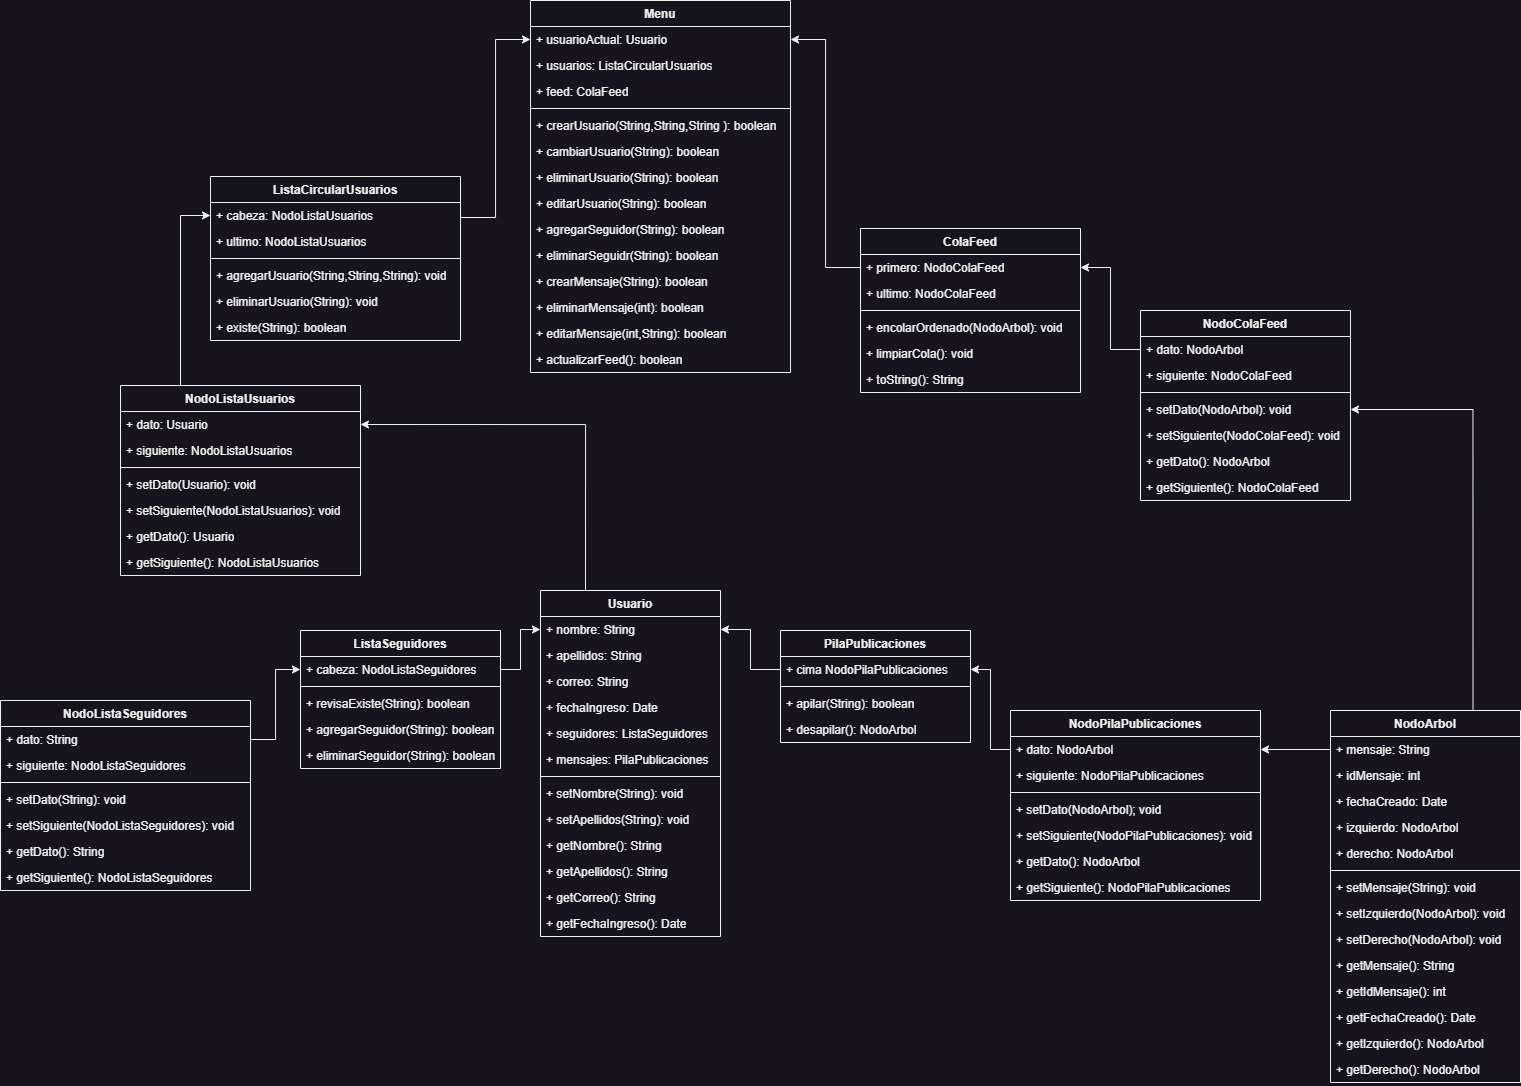 Menu
+ usuarioActual: Usuario
+ usuarios: ListaCircularUsuarios
+ feed: ColaFeed
+ crearUsuario(String,String,String ): boolean
+ cambiarUsuario(String): boolean
+ eliminarUsuario(String): boolean
+ editarUsuario(String): boolean
+ agregarSeguidor(String): boolean
+ eliminarSeguidr(String): boolean
+ crearMensaje(String): boolean
+ eliminarMensaje(int): boolean
+ editarMensaje(int,String): boolean
+ actualizarFeed(): boolean
ListaCircularUsuarios
+ cabeza: NodoListaUsuarios
+ ultimo: NodoListaUsuarios
+ agregarUsuario(String,String,String): void
+ eliminarUsuario(String): void
+ existe(String): boolean
ColaFeed
+ primero: NodoColaFeed
+ ultimo: NodoColaFeed
+ encolarOrdenado(NodoArbol): void
+ limpiarCola(): void
+ toString(): String
NodoColaFeed
+ dato: NodoArbol
+ siguiente: NodoColaFeed
+ setDato(NodoArbol): void
+ setSiguiente(NodoColaFeed): void
+ getDato(): NodoArbol
+ getSiguiente(): NodoColaFeed
NodoListaUsuarios
+ dato: Usuario
+ siguiente: NodoListaUsuarios
+ setDato(Usuario): void
+ setSiguiente(NodoListaUsuarios): void
+ getDato(): Usuario
+ getSiguiente(): NodoListaUsuarios
Usuario
+ nombre: String
+ apellidos: String
+ correo: String
+ fechaIngreso: Date
+ seguidores: ListaSeguidores
+ mensajes: PilaPublicaciones
+ setNombre(String): void
+ setApellidos(String): void
+ getNombre(): String
+ getApellidos(): String
+ getCorreo(): String
+ getFechaIngreso(): Date
ListaSeguidores
+ cabeza: NodoListaSeguidores
+ revisaExiste(String): boolean
+ agregarSeguidor(String): boolean
+ eliminarSeguidor(String): boolean
NodoListaSeguidores
+ dato: String
+ siguiente: NodoListaSeguidores
+ setDato(String): void
+ setSiguiente(NodoListaSeguidores): void
+ getDato(): String
+ getSiguiente(): NodoListaSeguidores
PilaPublicaciones
+ cima NodoPilaPublicaciones
+ apilar(String): boolean
+ desapilar(): NodoArbol
NodoPilaPublicaciones
+ dato: NodoArbol
+ siguiente: NodoPilaPublicaciones
+ setDato(NodoArbol); void
+ setSiguiente(NodoPilaPublicaciones): void
+ getDato(): NodoArbol
+ getSiguiente(): NodoPilaPublicaciones
NodoArbol
+ mensaje: String
+ idMensaje: int
+ fechaCreado: Date
+ izquierdo: NodoArbol
+ derecho: NodoArbol
+ setMensaje(String): void
+ setIzquierdo(NodoArbol): void
+ setDerecho(NodoArbol): void
+ getMensaje(): String
+ getIdMensaje(): int
+ getFechaCreado(): Date
+ getIzquierdo(): NodoArbol
+ getDerecho(): NodoArbol